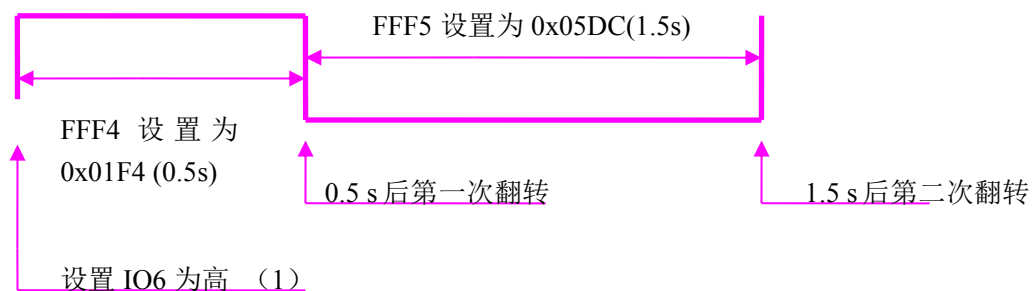 FFF5 设置为 0x05DC(1.5s)
FFF4 设 置 为
0x01F4 (0.5s)
0.5 s 后第一次翻转
1.5 s 后第二次翻转
设置 IO6 为高 （1）